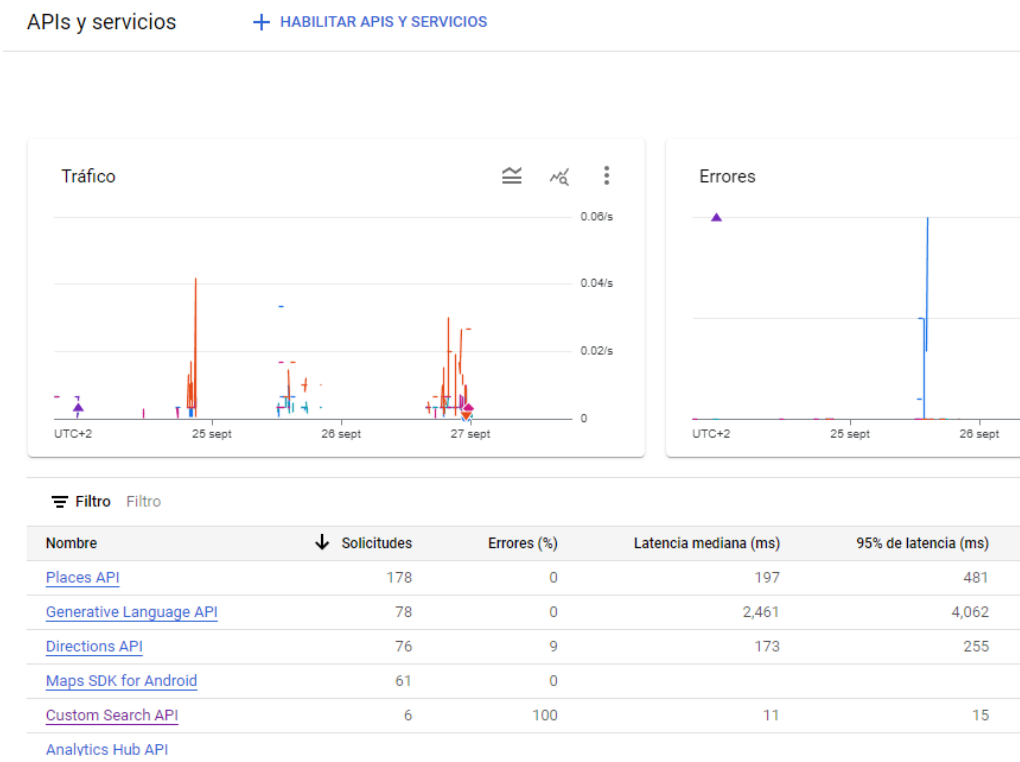 APIs y servicios + HABILITAR APIS Y SERVICIOS
Tráfico
0.06/s
0.04/s
0.02/s
0
UTC+2 25 sept 26 sept 27 sept
Errores
UTC+2 25 sept 26 sept
Filtro Filtro
Nombre Solicitudes Errores (%) Latencia mediana (ms) 95% de latencia (ms)
Places API 178 0 197 481
Generative Language API 78 0 2,461 4,062
Directions API 76 9 173 255
Maps SDK for Android 61 0
Custom Search API 6 100 11 15
Analytics Hub API